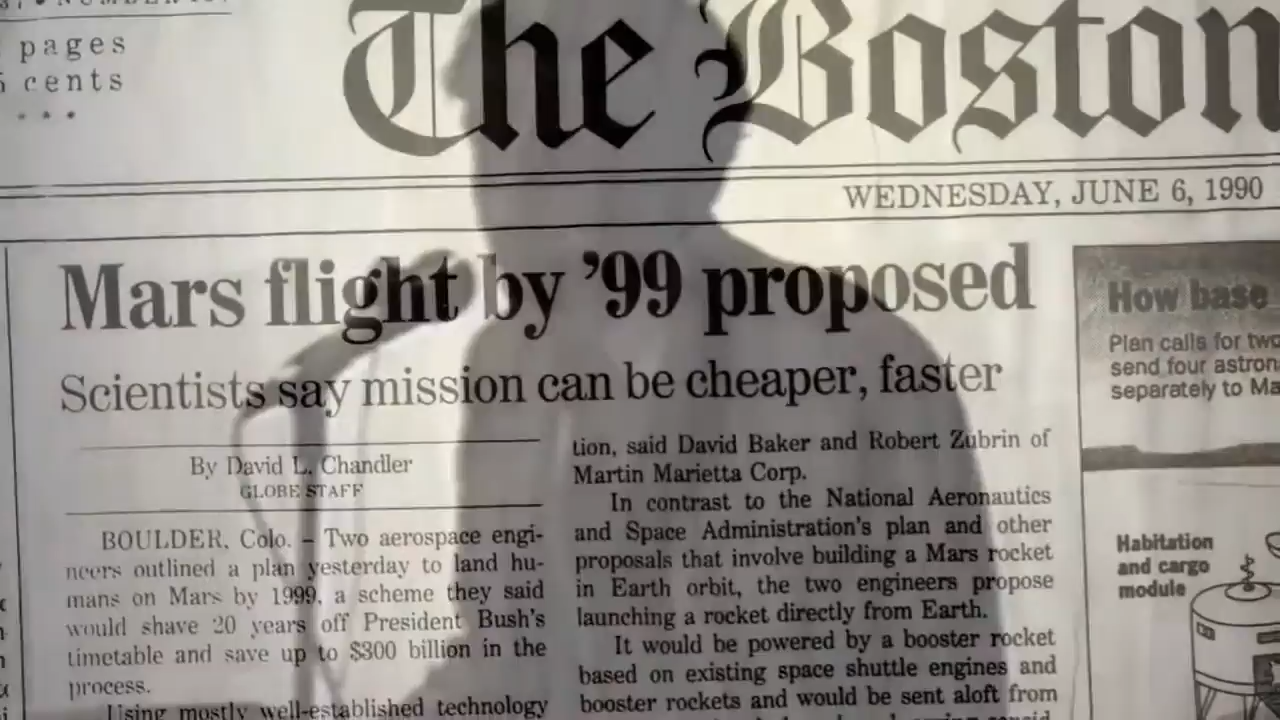 pages
cents
The Boston
WEDNESDAY, JUNE 6, 1990
Mars flight by '99 proposed
Scientists say mission can be cheaper, faster
By David L. Chandler
GLOBE STAFF
BOULDER, Colo. – Two aerospace engi-
neers outlined a plan yesterday to land hu-
mans on Mars by 1999, a scheme they said
would shave 20 years off President Bush's
timetable and save up to $300 billion in the
process.
Using mostly well-established technology
tion, said David Baker and Robert Zubrin of
Martin Marietta Corp.
In contrast to the National Aeronautics
and Space Administration's plan and other
proposals that involve building a Mars rocket
in Earth orbit, the two engineers propose
launching a rocket directly from Earth.
It would be powered by a booster rocket
based on existing space shuttle engines and
booster rockets and would be sent aloft from
How base
Plan calls for two
send four astron
separately to Ma
Habitation
and cargo
module